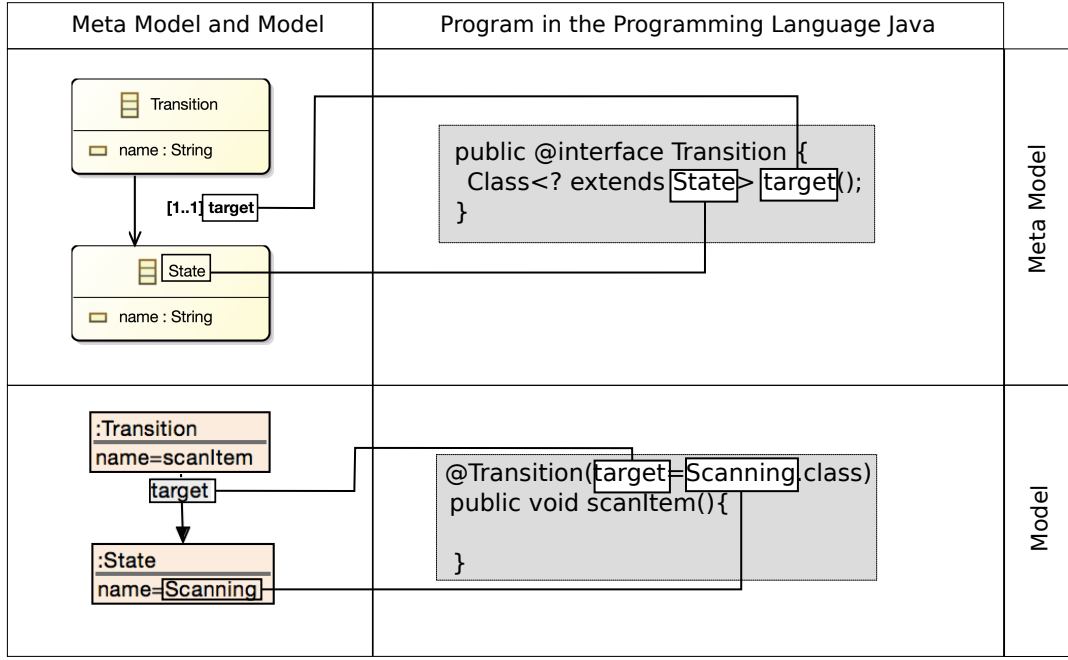 Meta Model and Model
Program in the Programming Language Java
Transition
name : String
[1..1] target
State
name : String
public @interface Transition {
Class<? extends State> target();
}
Meta Model
:Transition
name=scanItem
target
:State
name=Scanning
@Transition(target=Scanning.class)
public void scanItem(){
}
Model